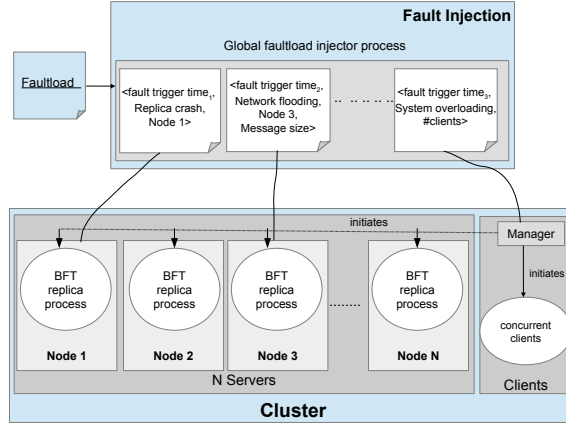 Fault Injection
Global faultload injector process
Faultload
<fault trigger time1,
Replica crash,
Node 1>
<fault trigger time2,
Network flooding,
Node 3,
Message size>
<fault trigger time3,
System overloading,
#clients>
initiates
Manager
initiates
BFT
replica
process
Node 1
BFT
replica
process
Node 2
BFT
replica
process
Node 3
BFT
replica
process
Node N
concurrent
clients
N Servers
Clients
Cluster